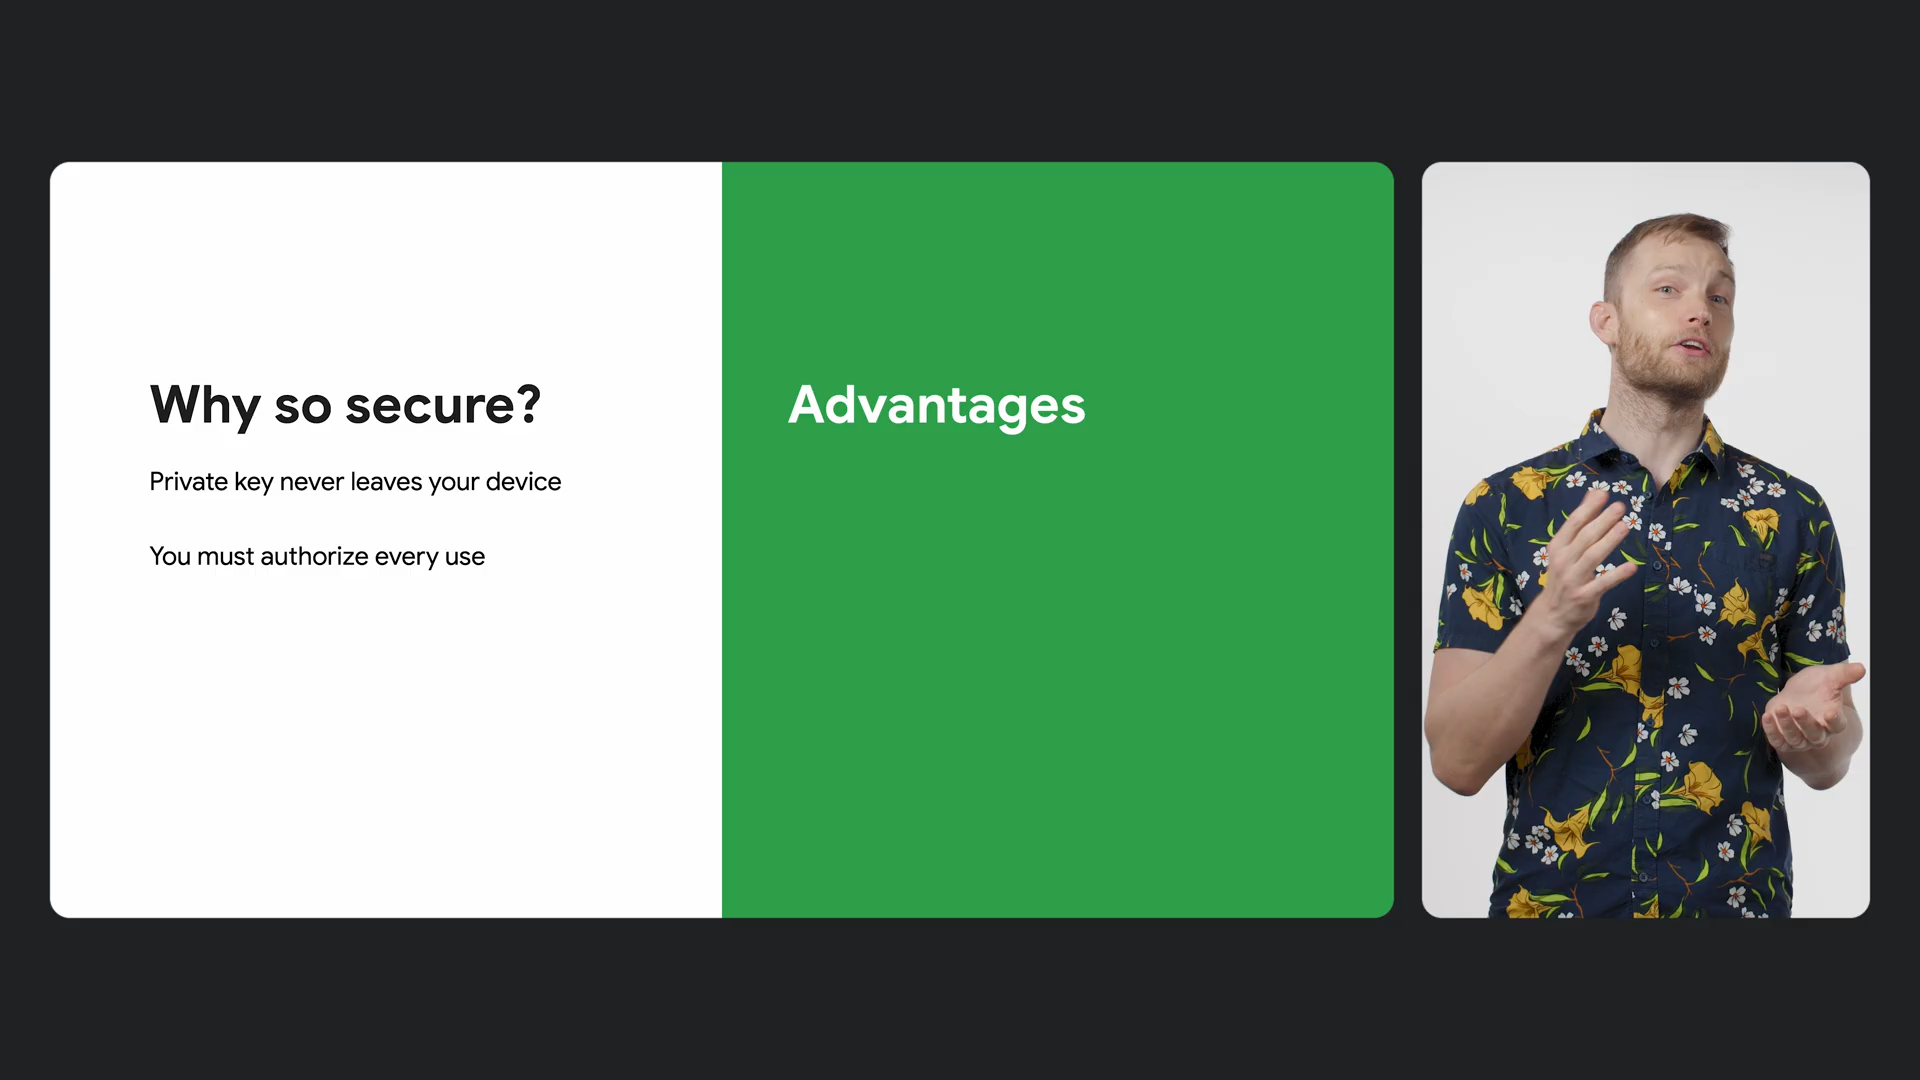 Why so secure?
Private key never leaves your device
You must authorize every use
Advantages